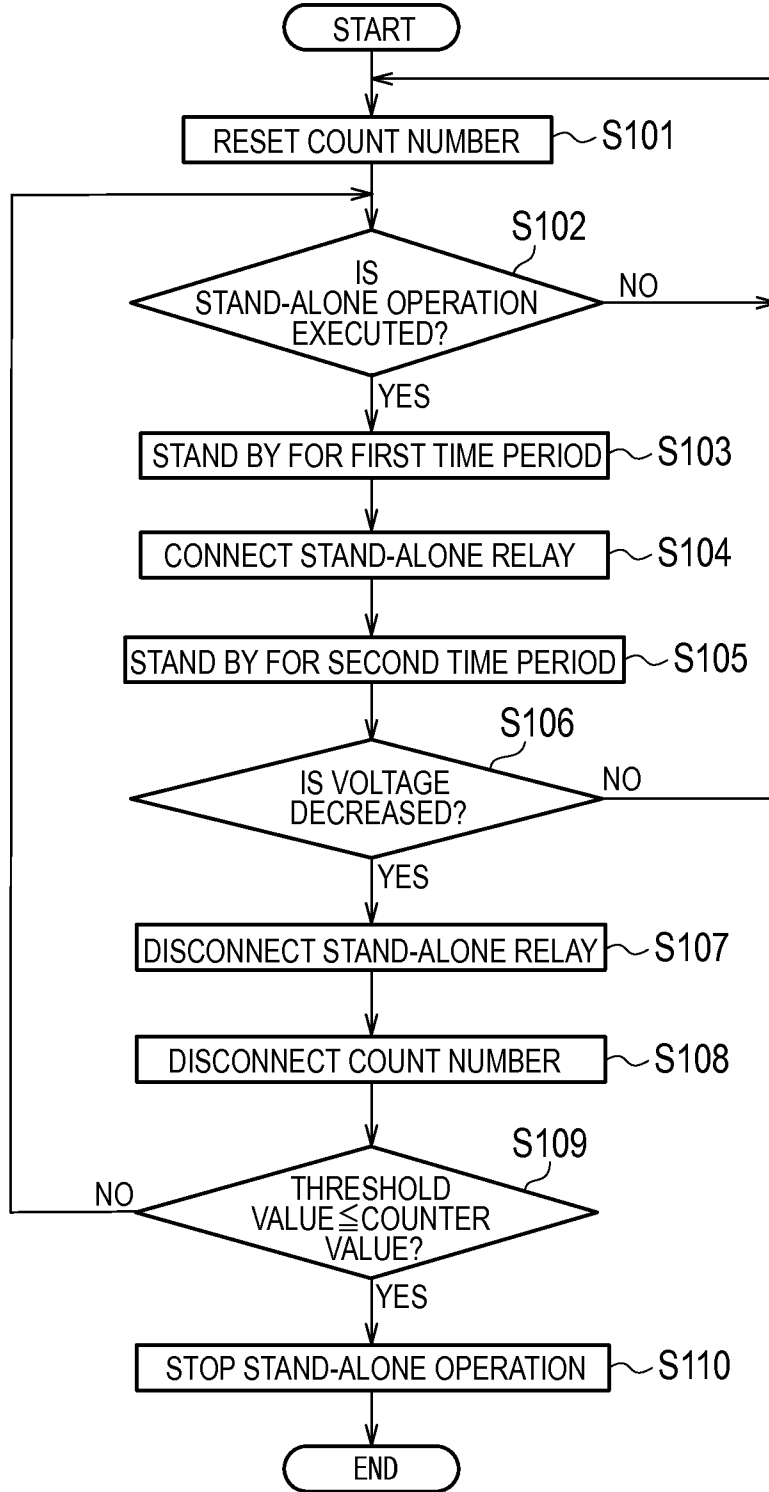 START
RESET COUNT NUMBER
S101
S102
IS
STAND-ALONE OPERATION
EXECUTED?
NO
YES
STAND BY FOR FIRST TIME PERIOD
S103
CONNECT STAND-ALONE RELAY
S104
STAND BY FOR SECOND TIME PERIOD
S105
S106
IS VOLTAGE
DECREASED?
NO
YES
DISCONNECT STAND-ALONE RELAY
S107
DISCONNECT COUNT NUMBER
S108
S109
THRESHOLD
VALUE≦COUNTER
VALUE?
NO
YES
STOP STAND-ALONE OPERATION
S110
END